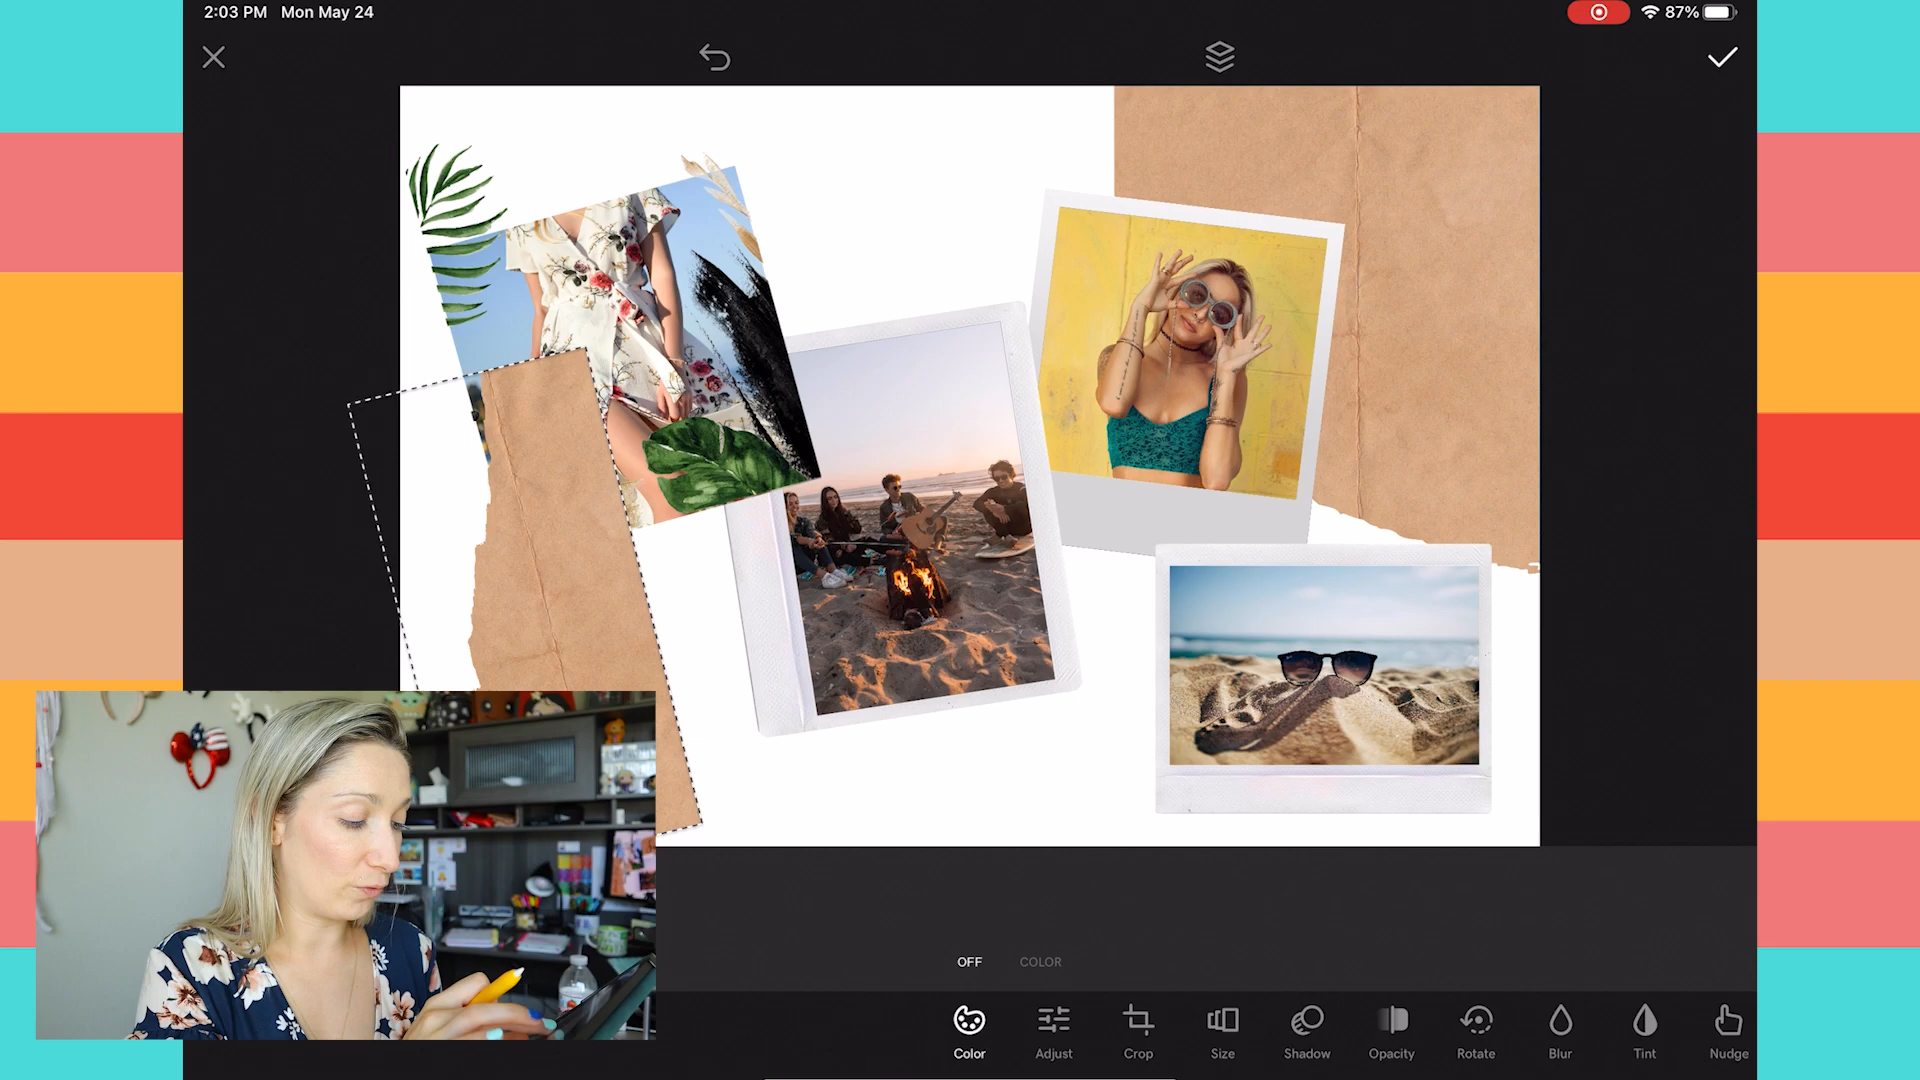 2:03 PM Mon May 24
87%
OFF COLOR
Color Adjust Crop Size Shadow Opacity Rotate Blur Tint Nudge